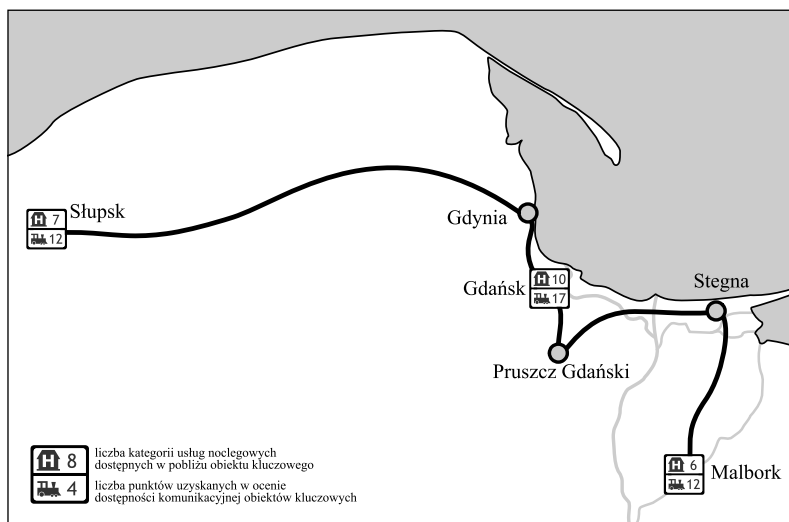 Słupsk
7
12
Gdynia
Gdańsk
10
17
Stegna
Pruszcz Gdański
6
12
Malbork
8
liczba kategorii usług noclegowych
dostępnych w pobliżu obiektu kluczowego
4
liczba punktów uzyskanych w ocenie
dostępności komunikacyjnej obiektów kluczowych